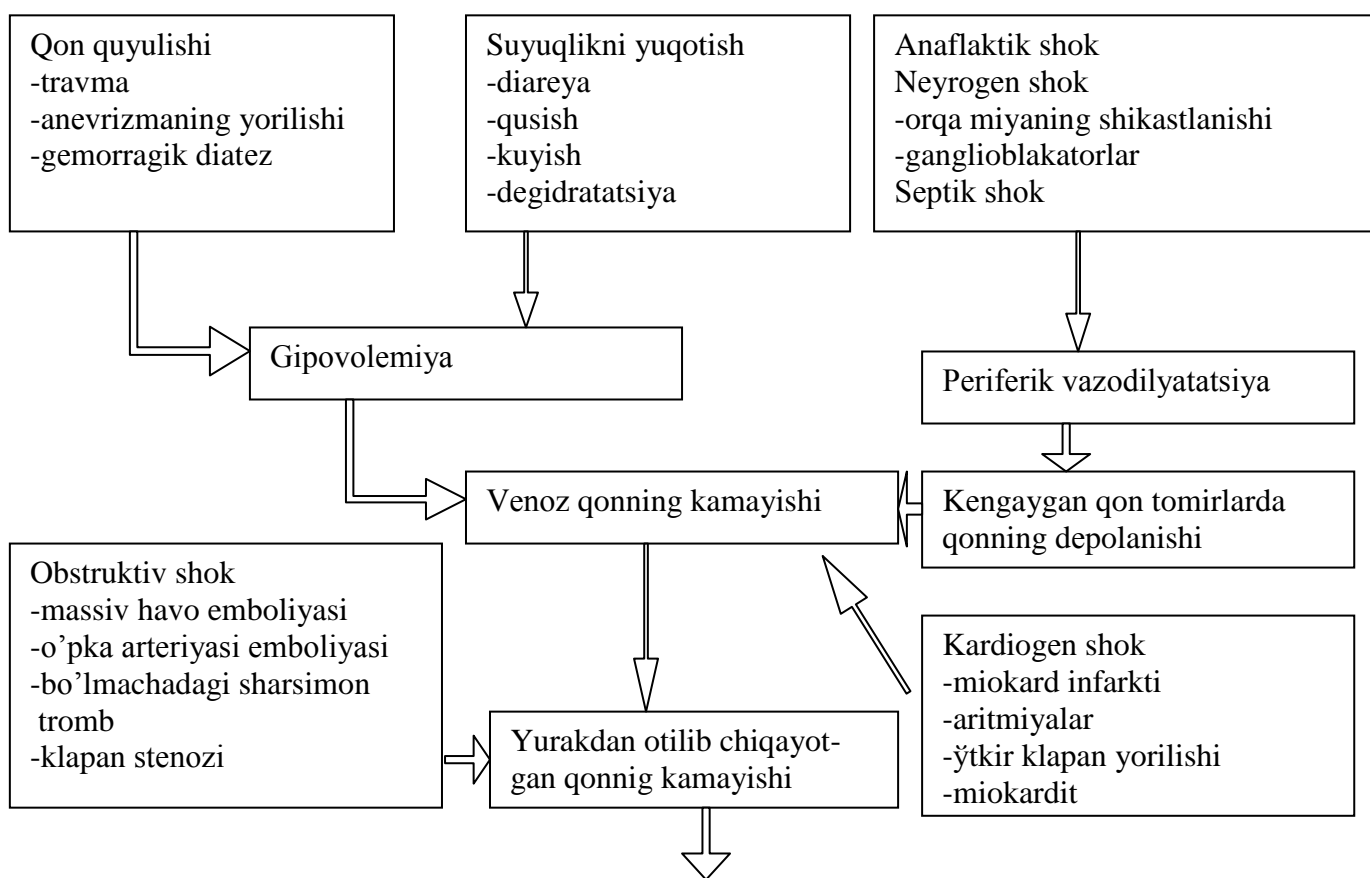 Qon quyulishi
-travma
-anevrizmaning yorilishi
-gemorragik diatez
Suyuqlikni yuqotish
-diareya
-qusish
-kuyish
-degidratatsiya
Anaflaktik shok
Neyrogen shok
-orqa miyaning shikastlanishi
-ganglioblakatorlar
Septik shok
Gipovolemiya
Periferik vazodilyatatsiya
Venoz qonning kamayishi
Kengaygan qon tomirlarda
qonning depolanishi
Obstruktiv shok
-massiv havo emboliyasi
-o’pka arteriyasi emboliyasi
-bo’lmachadagi sharsimon
tromb
-klapan stenozi
Kardiogen shok
-miokard infarkti
-aritmiyalar
-ўtkir klapan yorilishi
-miokardit
Yurakdan otilib chiqayot-
gan qonnig kamayishi